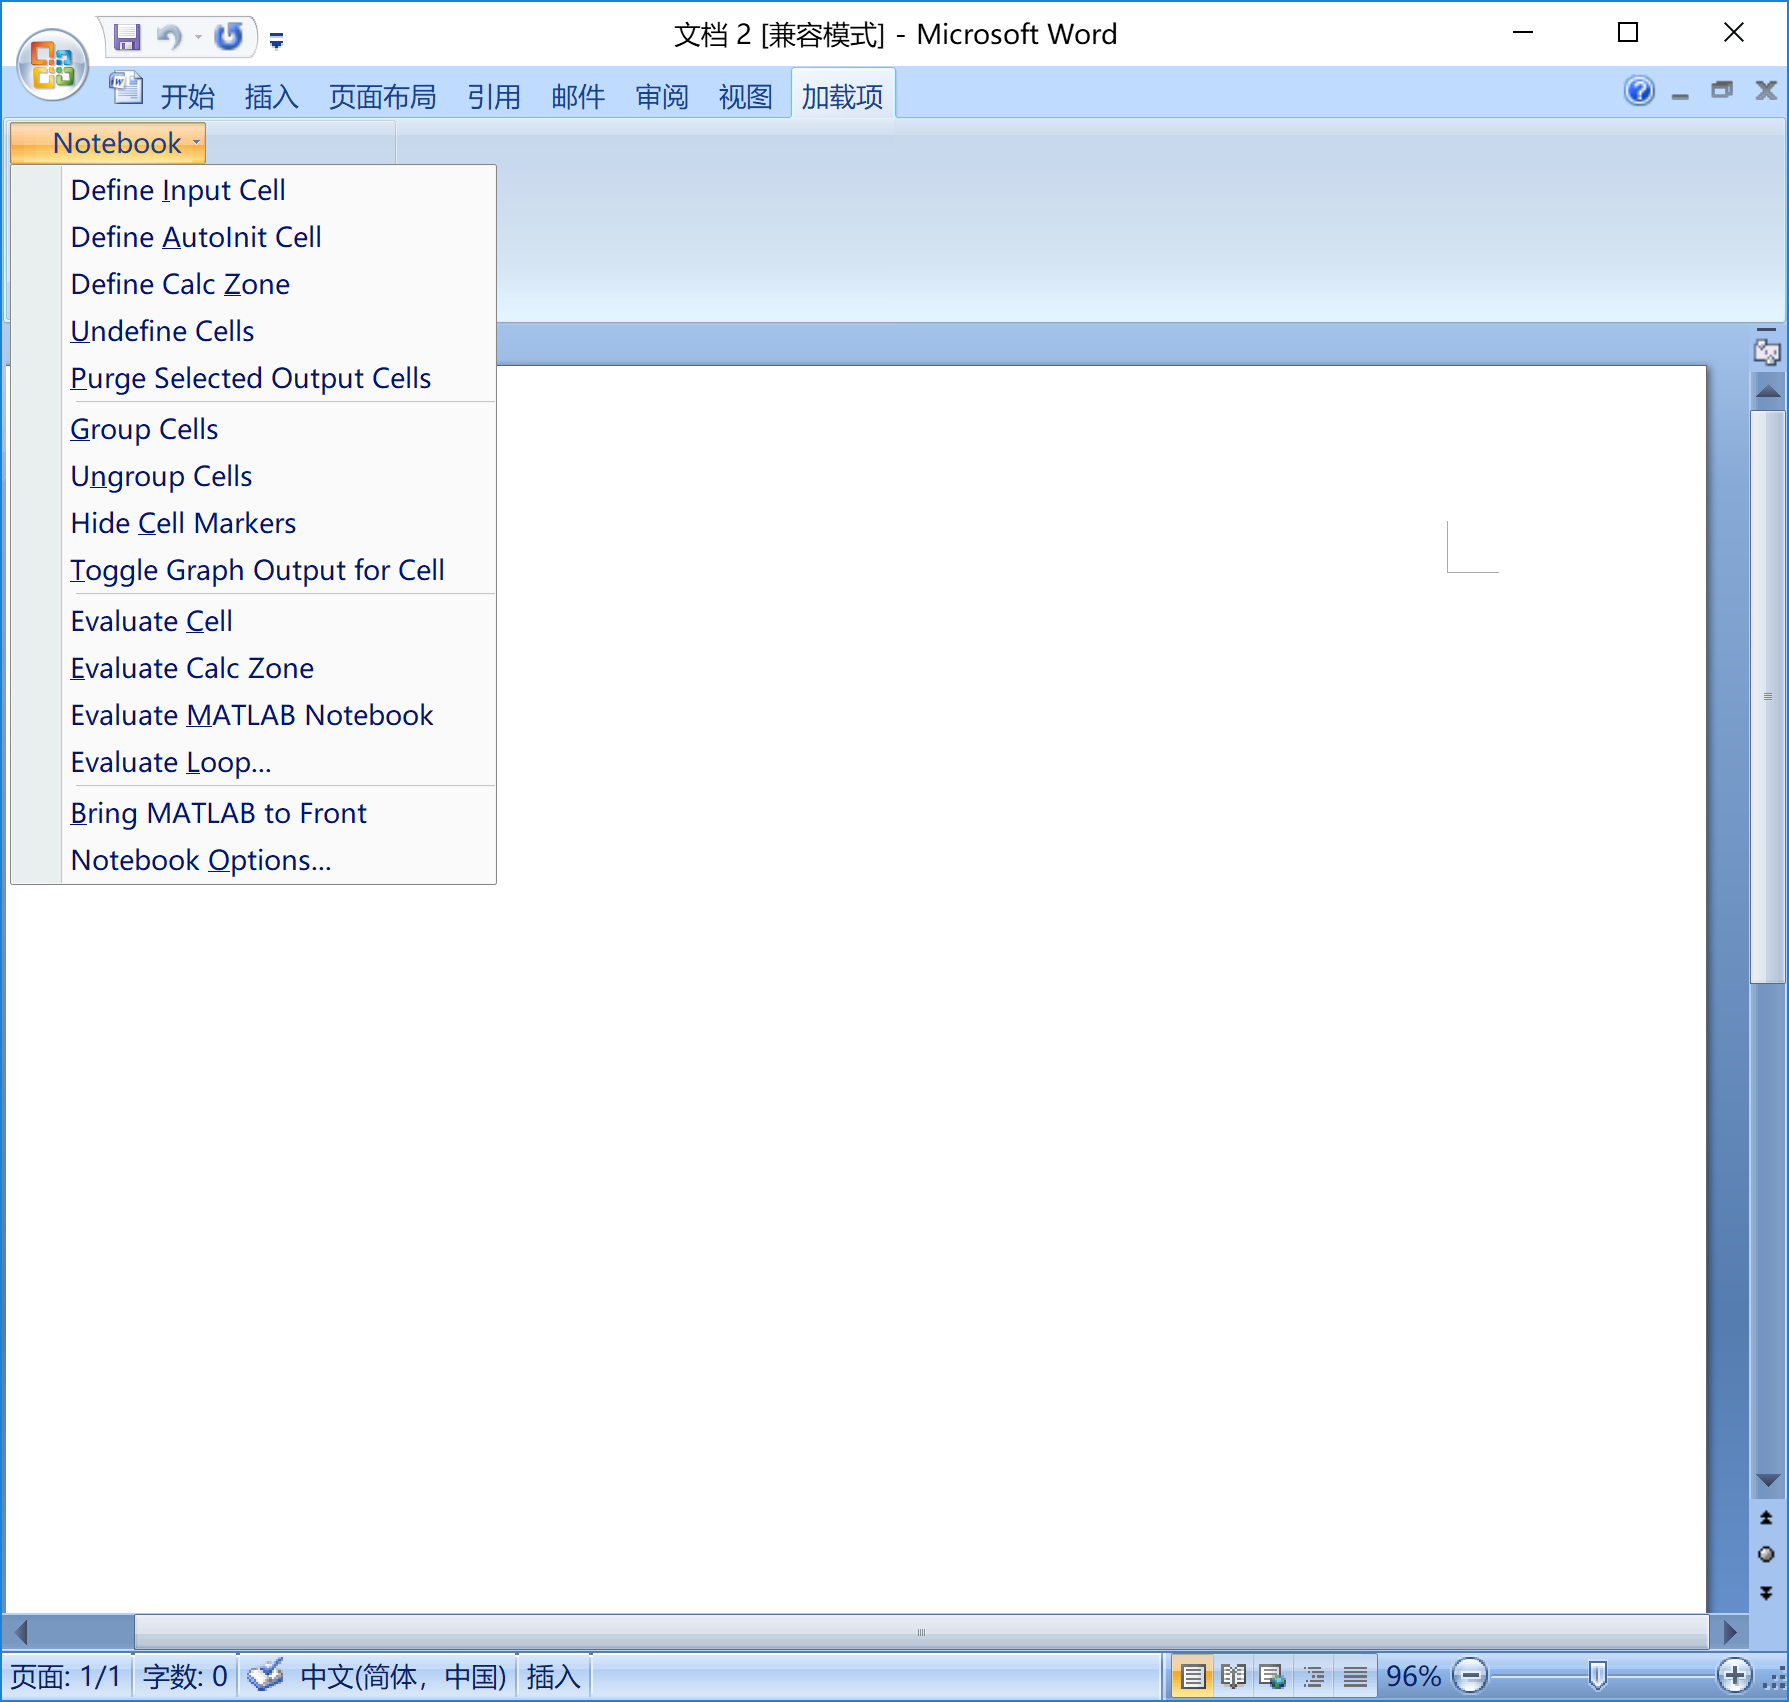 文档 2 [兼容模式] - Microsoft Word
开始 插入 页面布局 引用 邮件 审阅 视图 加载项
Notebook
Define Input Cell
Define AutoInit Cell
Define Calc Zone
Undefine Cells
Purge Selected Output Cells
Group Cells
Ungroup Cells
Hide Cell Markers
Toggle Graph Output for Cell
Evaluate Cell
Evaluate Calc Zone
Evaluate MATLAB Notebook
Evaluate Loop...
Bring MATLAB to Front
Notebook Options...
页面: 1/1 字数: 0 中文(简体，中国) 插入 96%